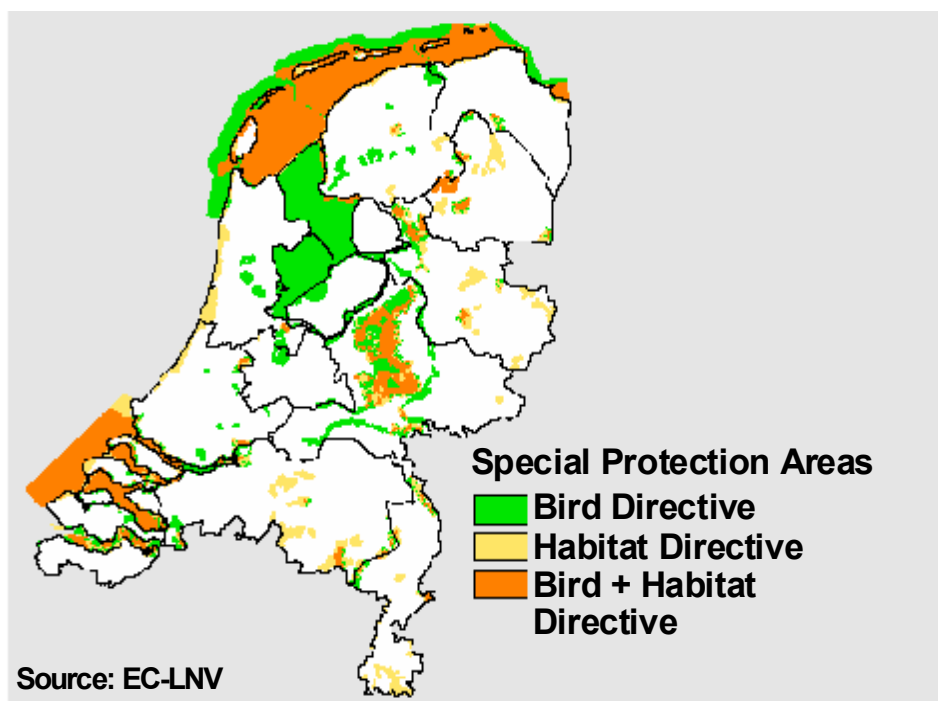 Special Protection Areas
Bird Directive
Habitat Directive
Bird + Habitat
Directive
Source: EC-LNV